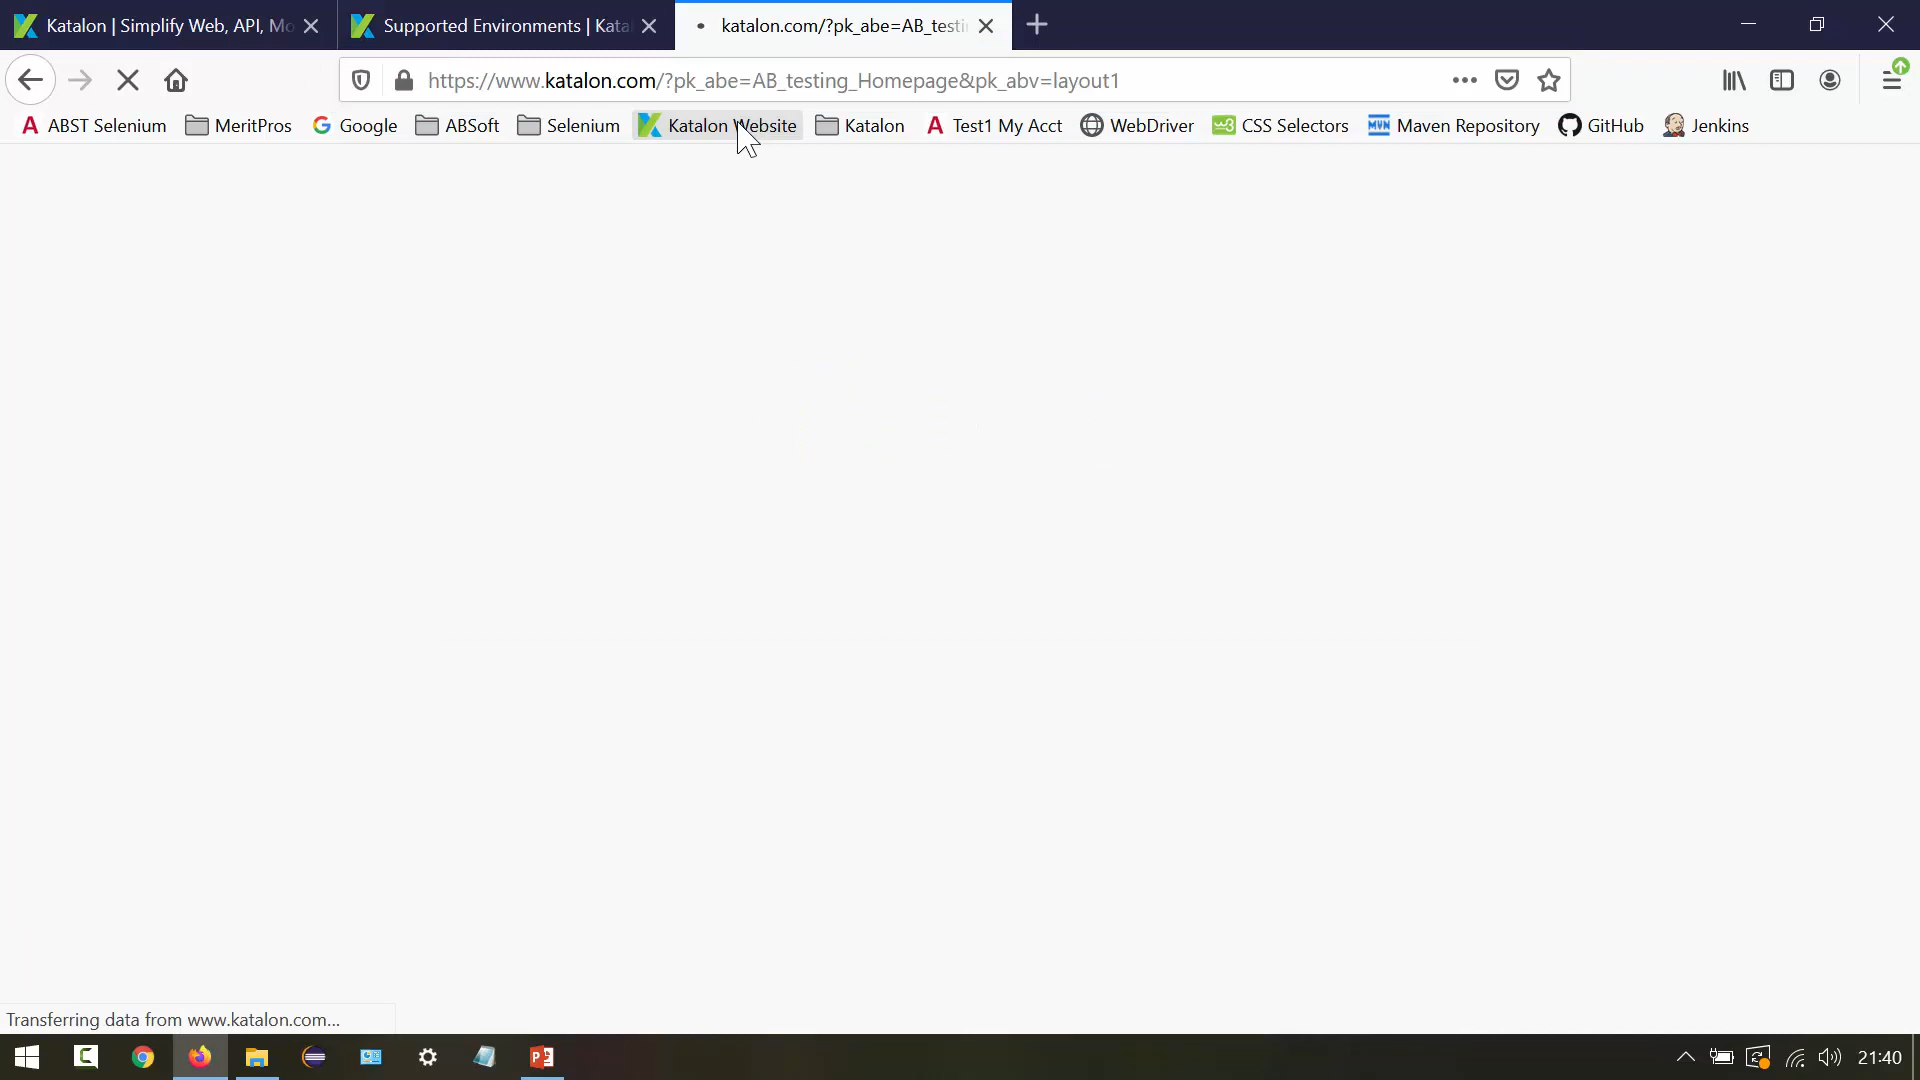 Katalon | Simplify Web, API, Mo
Supported Environments | Kata
katalon.com/?pk_abe=AB_testi
https://www.katalon.com/?pk_abe=AB_testing_Homepage&pk_abv=layout1
ABST Selenium MeritPros Google ABSoft Selenium Katalon Website Katalon Test1 My Acct WebDriver CSS Selectors Maven Repository GitHub Jenkins
Transferring data from www.katalon.com...
21:40